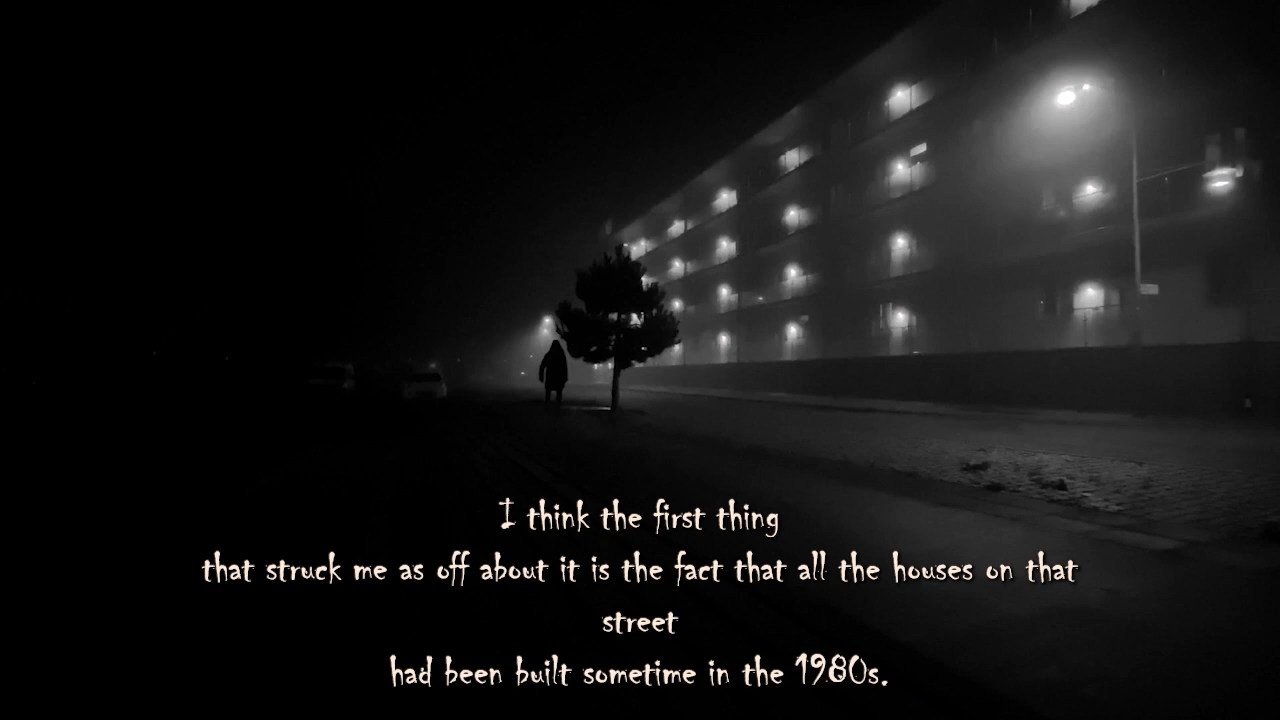 I think the first thing
that struck me as off about it is the fact that all the houses on that
street
had been built sometime in the 1980s.